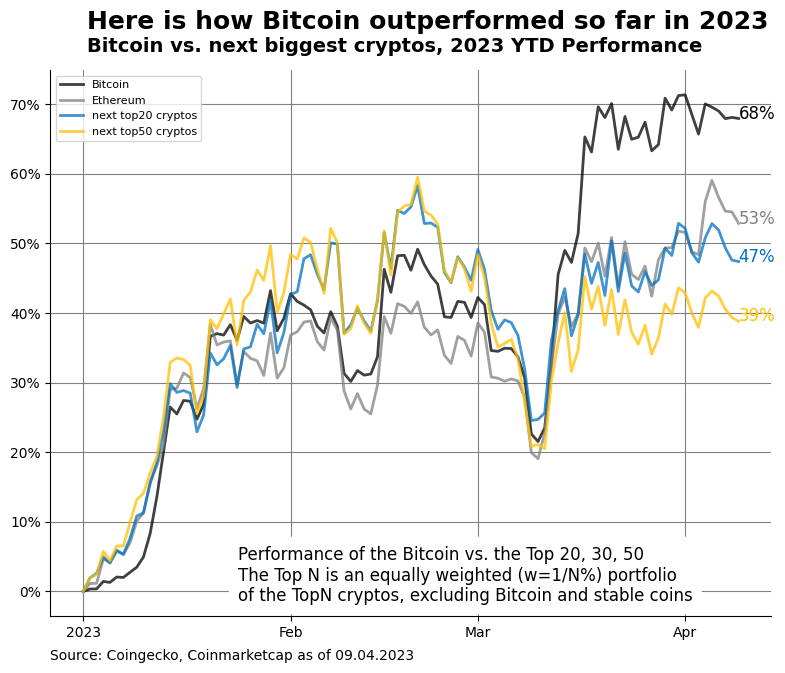 Here is how Bitcoin outperformed so far in 2023
Bitcoin vs. next biggest cryptos, 2023 YTD Performance
Bitcoin
Ethereum
next top20 cryptos
next top50 cryptos
70%
60%
50%
40%
30%
20%
10%
0%
68%
53%
47%
39%
Performance of the Bitcoin vs. the Top 20, 30, 50
The Top N is an equally weighted (w=1/N%) portfolio
of the TopN cryptos, excluding Bitcoin and stable coins
2023 Feb Mar Apr
Source: Coingecko, Coinmarketcap as of 09.04.2023